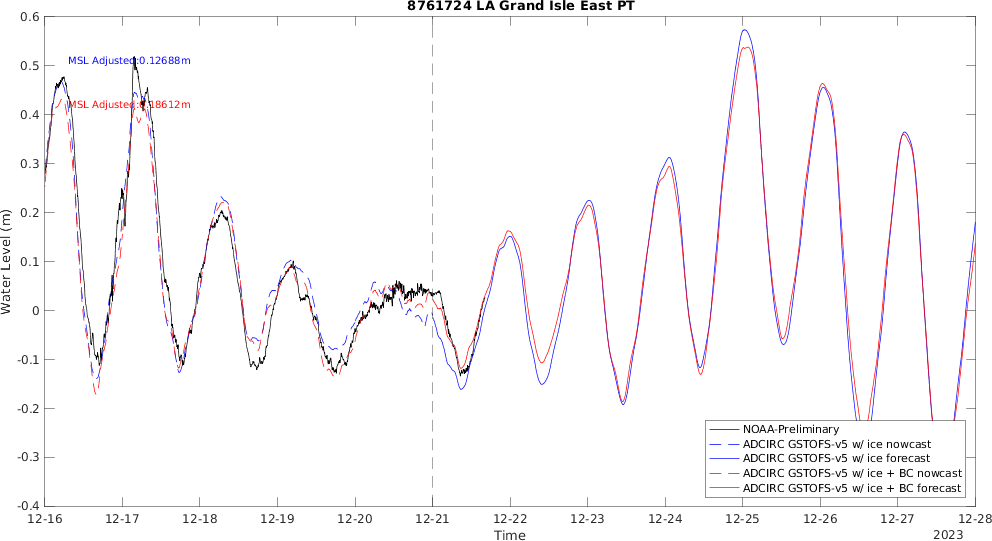 8761724 LA Grand Isle East PT
0.6
0.5
0.4
0.3
0.2
0.1
0
-0.1
-0.2
-0.3
-0.4
Water Level (m)
MSL Adjusted:0.12688m
MSL Adjusted:0.18612m
NOAA-Preliminary
ADCIRC GSTOFS-v5 w/ ice nowcast
ADCIRC GSTOFS-v5 w/ ice forecast
ADCIRC GSTOFS-v5 w/ ice + BC nowcast
ADCIRC GSTOFS-v5 w/ ice + BC forecast
12-16 12-17 12-18 12-19 12-20 12-21 12-22 12-23 12-24 12-25 12-26 12-27 12-28
Time
2023